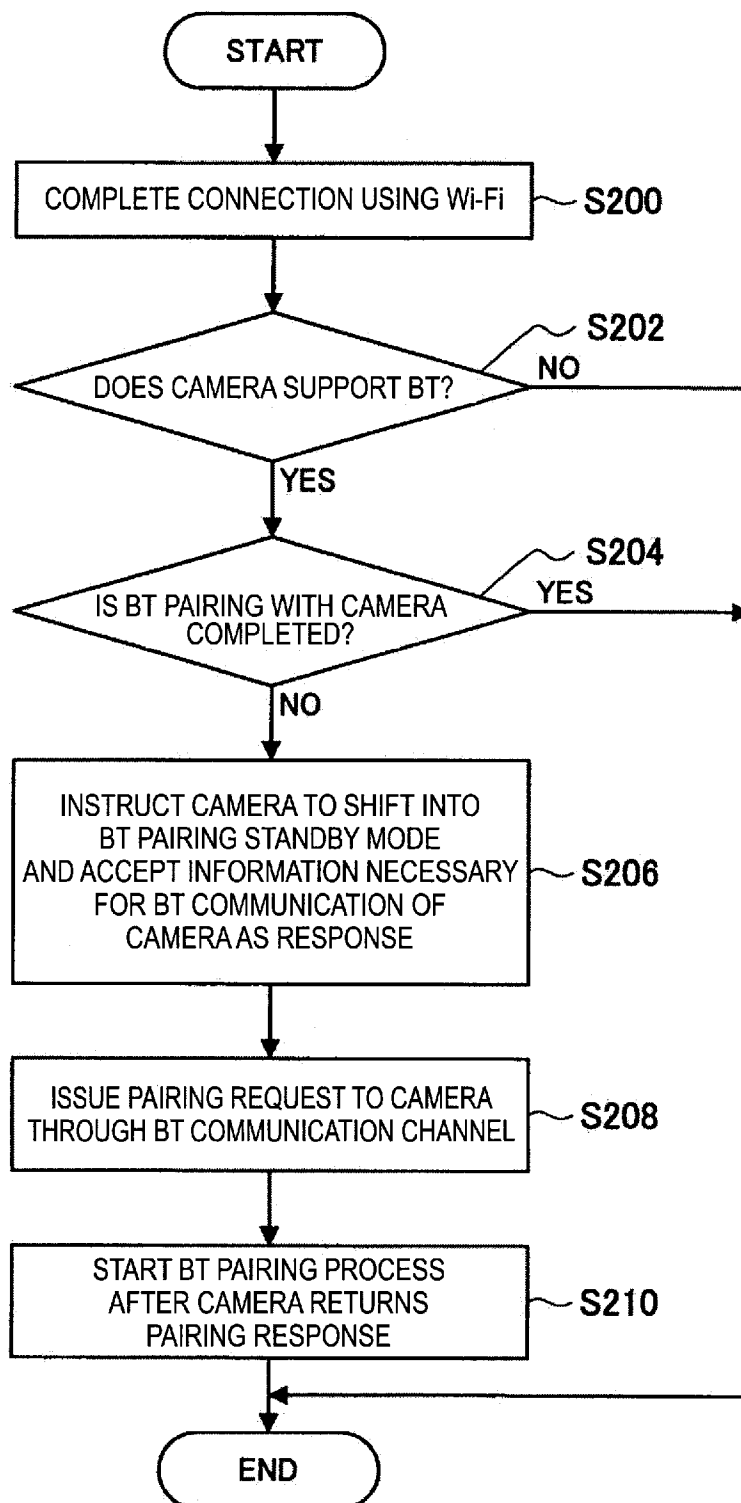 START
COMPLETE CONNECTION USING Wi-Fi
S200
S202
DOES CAMERA SUPPORT BT?
NO
YES
S204
IS BT PAIRING WITH CAMERA
COMPLETED?
YES
NO
INSTRUCT CAMERA TO SHIFT INTO
BT PAIRING STANDBY MODE
AND ACCEPT INFORMATION NECESSARY
FOR BT COMMUNICATION OF
CAMERA AS RESPONSE
S206
ISSUE PAIRING REQUEST TO CAMERA
THROUGH BT COMMUNICATION CHANNEL
S208
START BT PAIRING PROCESS
AFTER CAMERA RETURNS
PAIRING RESPONSE
S210
END